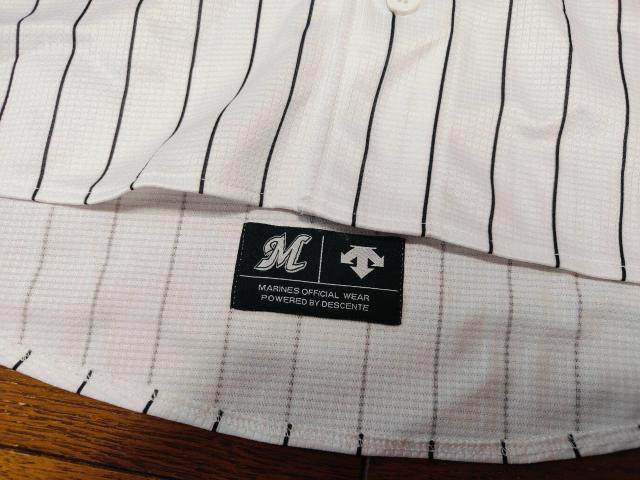 M
MARINES OFFICIAL WEAR
POWERED BY DESCENTE